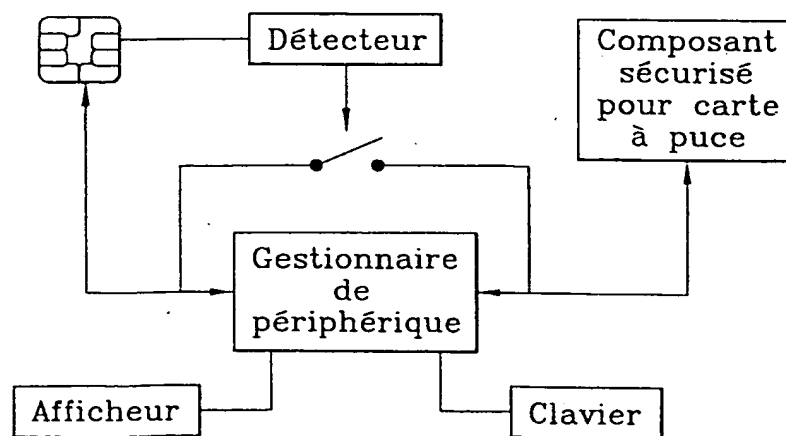 Détecteur
Composant
sécurisé
pour carte
à puce
Gestionnaire
de
périphérique
Afficheur
Clavier